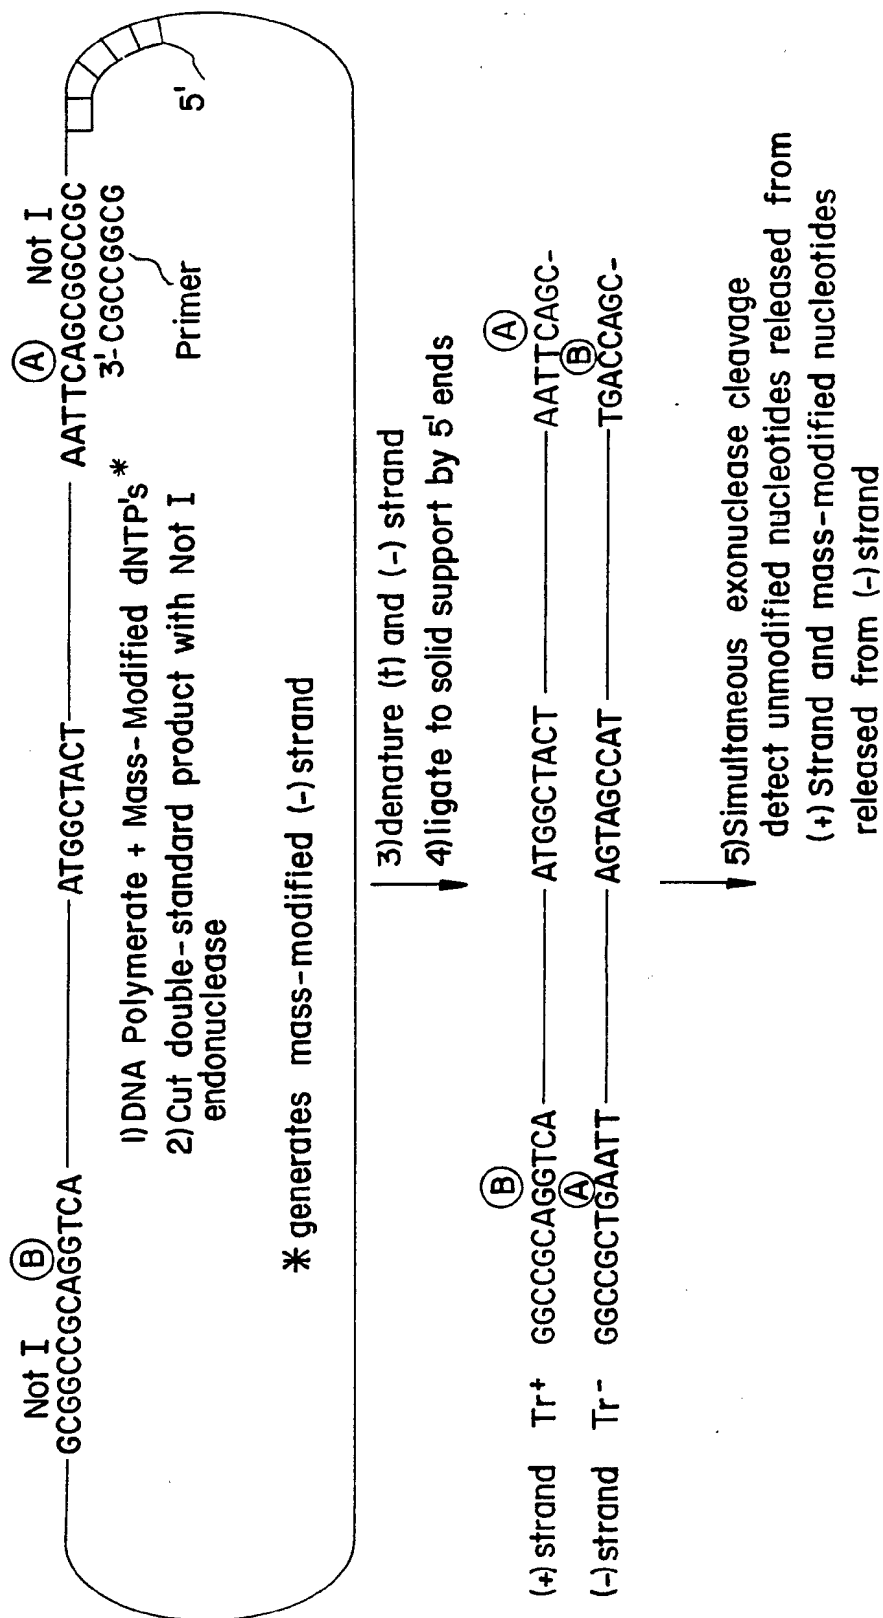 Not I
B
GCGGCCGCAGGTCA
ATGGCTACT
A
Not I
AATTCAGCGGCCGC
3'-CGCCGGCG
Primer
5'
1)DNA Polymerate + Mass-Modified dNTP's*
2)Cut double-standard product with Not I
endonuclease
* generates mass-modified (-) strand
3)denature (t) and (-) strand
4)ligate to solid support by 5' ends
B
A
(+) strand Tr+ GGCCGCAGGTCA ATGGCTACT AATTCAGC-
A
B
(-) strand Tr- GGCCGCTGAATT AGTAGCCAT TGACCAGC-
5)Simultaneous exonuclease cleavage
detect unmodified nucleotides released from
(+) strand and mass-modified nucleotides
released from (-) strand